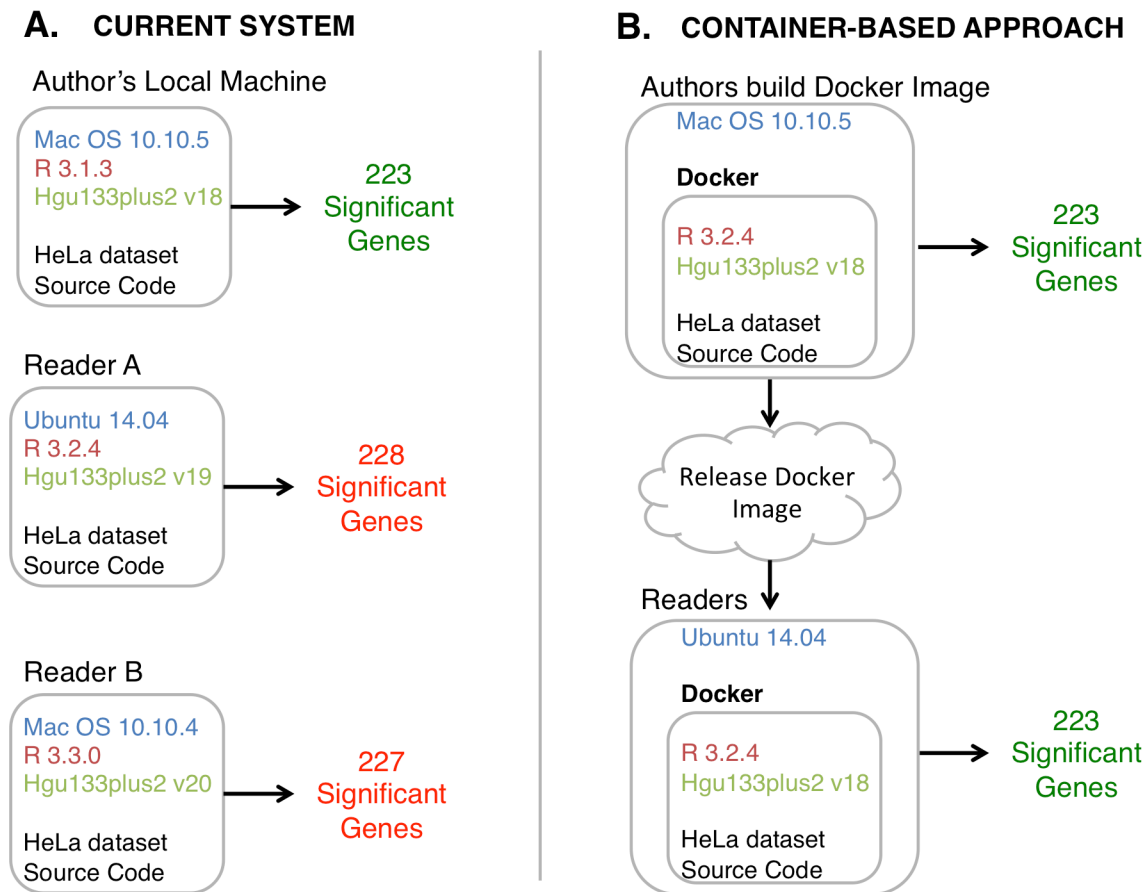 A. CURRENT SYSTEM
Author’s Local Machine
Mac OS 10.10.5
R 3.1.3
Hgu133plus2 v18
HeLa dataset
Source Code
223
Significant
Genes
Reader A
Ubuntu 14.04
R 3.2.4
Hgu133plus2 v19
HeLa dataset
Source Code
228
Significant
Genes
Reader B
Mac OS 10.10.4
R 3.3.0
Hgu133plus2 v20
HeLa dataset
Source Code
227
Significant
Genes
B. CONTAINER-BASED APPROACH
Authors build Docker Image
Mac OS 10.10.5
Docker
R 3.2.4
Hgu133plus2 v18
HeLa dataset
Source Code
223
Significant
Genes
Release Docker
Image
Readers
Ubuntu 14.04
Docker
R 3.2.4
Hgu133plus2 v18
HeLa dataset
Source Code
223
Significant
Genes